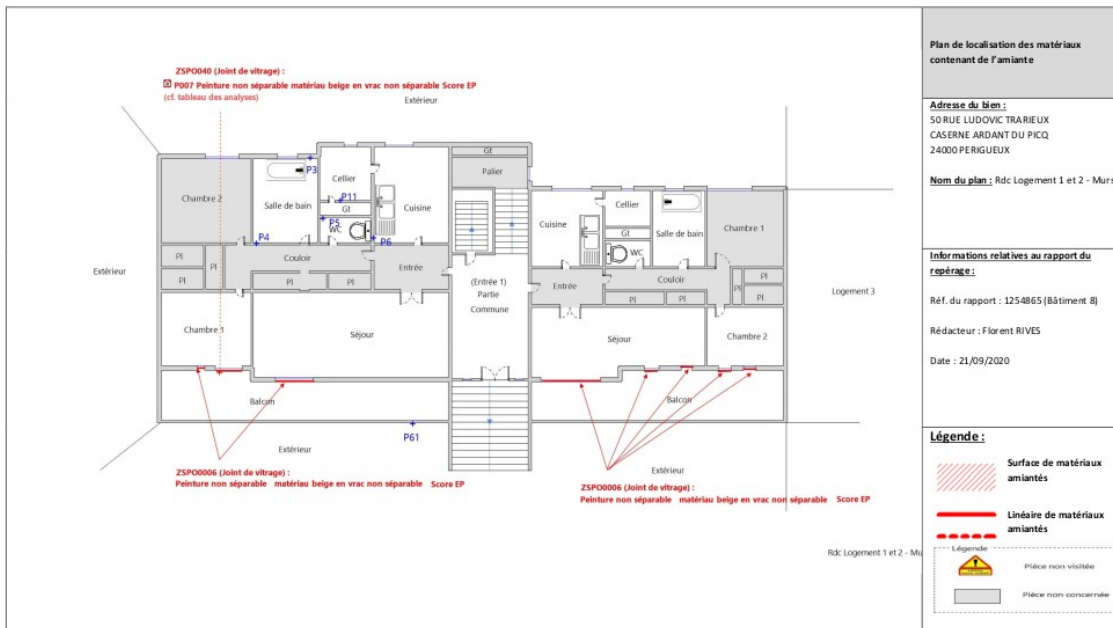 ZSPO040 (Joint de vitrage) :
P007 Peinture non séparable matériau beige en vrac non séparable Score EP
(cf. tableau des analyses)
Extérieur
Gt
Palier
P3
Cellier
Chambre 2
Salle de bain
P11
Gt
Cuisine
P5
WC
P4
P6
Cuisine
Cellier
Gt
WC
Salle de bain
Chambre 1
Pl
Pl
Pl
Pl
Couloir
Pl
Pl
Entrée
(Entrée 1)
Partie
Commune
Entrée
Couloir
Pl
Pl
Pl
Pl
Pl
Extérieur
Logement 3
Chambre 1
Séjour
Séjour
Chambre 2
Balcon
Balcon
P61
Extérieur
Extérieur
ZSPO0006 (Joint de vitrage) :
Peinture non séparable matériau beige en vrac non séparable Score EP
ZSPO0006 (Joint de vitrage) :
Peinture non séparable matériau beige en vrac non séparable Score EP
Rdc Logement 1 et 2 - Mu
Plan de localisation des matériaux
contenant de l'amiante
Adresse du bien :
50 RUE LUDOVIC TRARIEUX
CASERNE ARDANT DU PICQ
24000 PERIGUEUX
Nom du plan : Rdc Logement 1 et 2 - Murs
Informations relatives au rapport du
repérage :
Réf. du rapport : 1254865 (Bâtiment 8)
Rédacteur : Florent RIVES
Date : 21/09/2020
Légende :
Surface de matériaux
amiantés
Linéaire de matériaux
amiantés
Légende
Pièce non visitée
Pièce non concernée